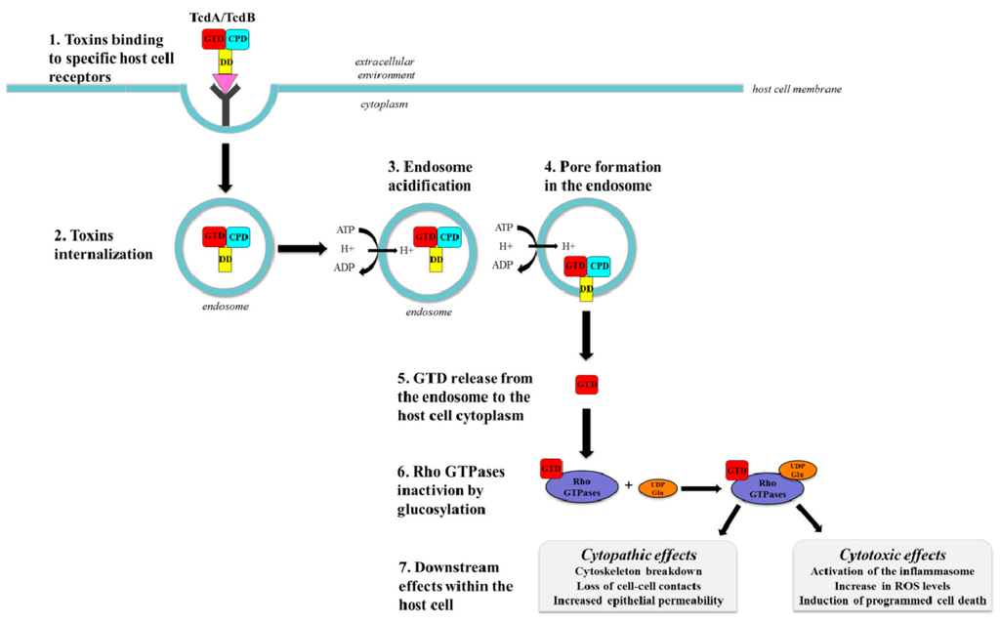 TcdA/TcdB
GTD CPD
DD
1. Toxins binding
to specific host cell
receptors
extracellular
environment
cytoplasm
host cell membrane
2. Toxins
internalization
GTD CPD
DD
endosome
3. Endosome
acidification
ATP
H+
ADP
H+
GTD CPD
DD
endosome
4. Pore formation
in the endosome
ATP
H+
ADP
H+
GTD CPD
DD
5. GTD release from
the endosome to the
host cell cytoplasm
GTD
6. Rho GTPases
inactivion by
glucosylation
GTD
Rho
GTPases
+
UDP
Glu
GTD
UDP
Glu
Rho
GTPases
7. Downstream
effects within the
host cell
Cytopathic effects
Cytoskeleton breakdown
Loss of cell-cell contacts
Increased epithelial permeability
Cytotoxic effects
Activation of the inflammasome
Increase in ROS levels
Induction of programmed cell death